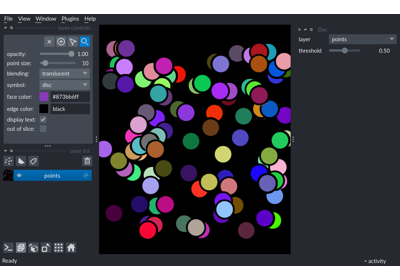 File View Window Plugins Help
layer controls
opacity: 1.00
point size: 10
blending: translucent
symbol: disc
face color: #873bb6ff
edge color: black
display text: ✓
out of slice:
layer list
points
Ready
layer points
threshold 0.50
activity